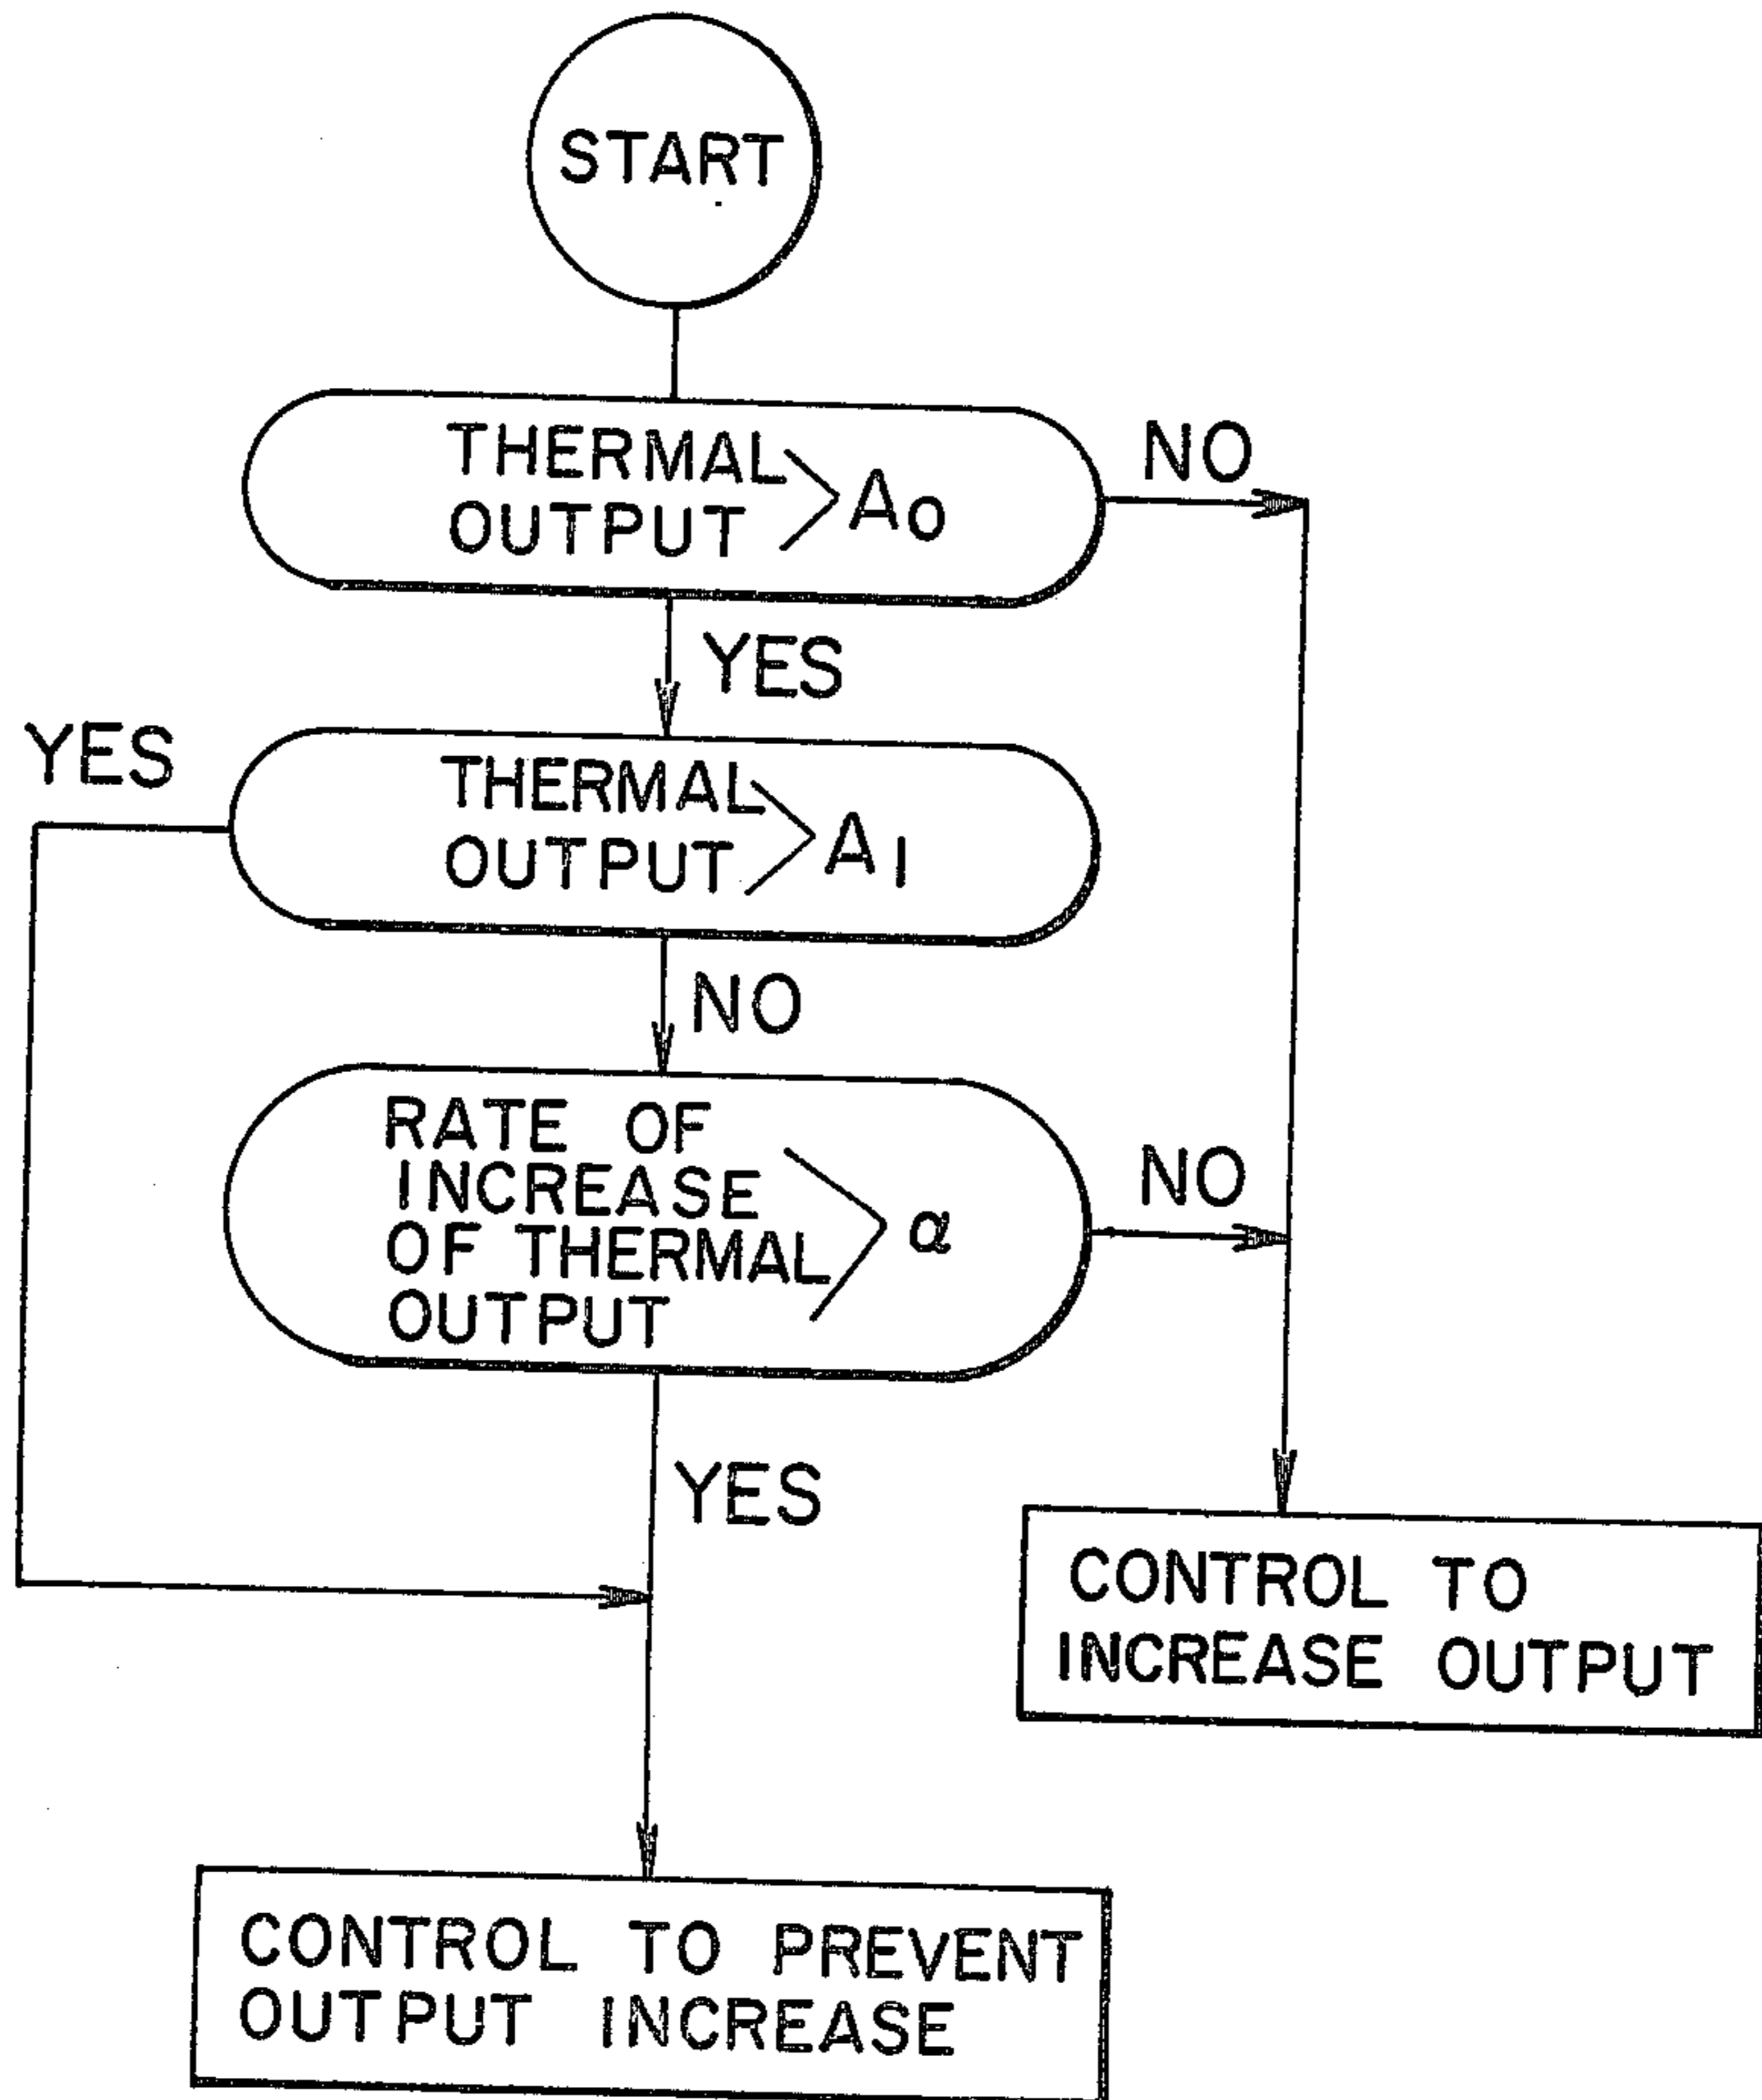 START
THERMAL
OUTPUT > A0
NO
YES
YES
THERMAL
OUTPUT > A1
NO
RATE OF
INCREASE
OF THERMAL
OUTPUT > α
NO
YES
CONTROL TO
INCREASE OUTPUT
CONTROL TO PREVENT
OUTPUT INCREASE